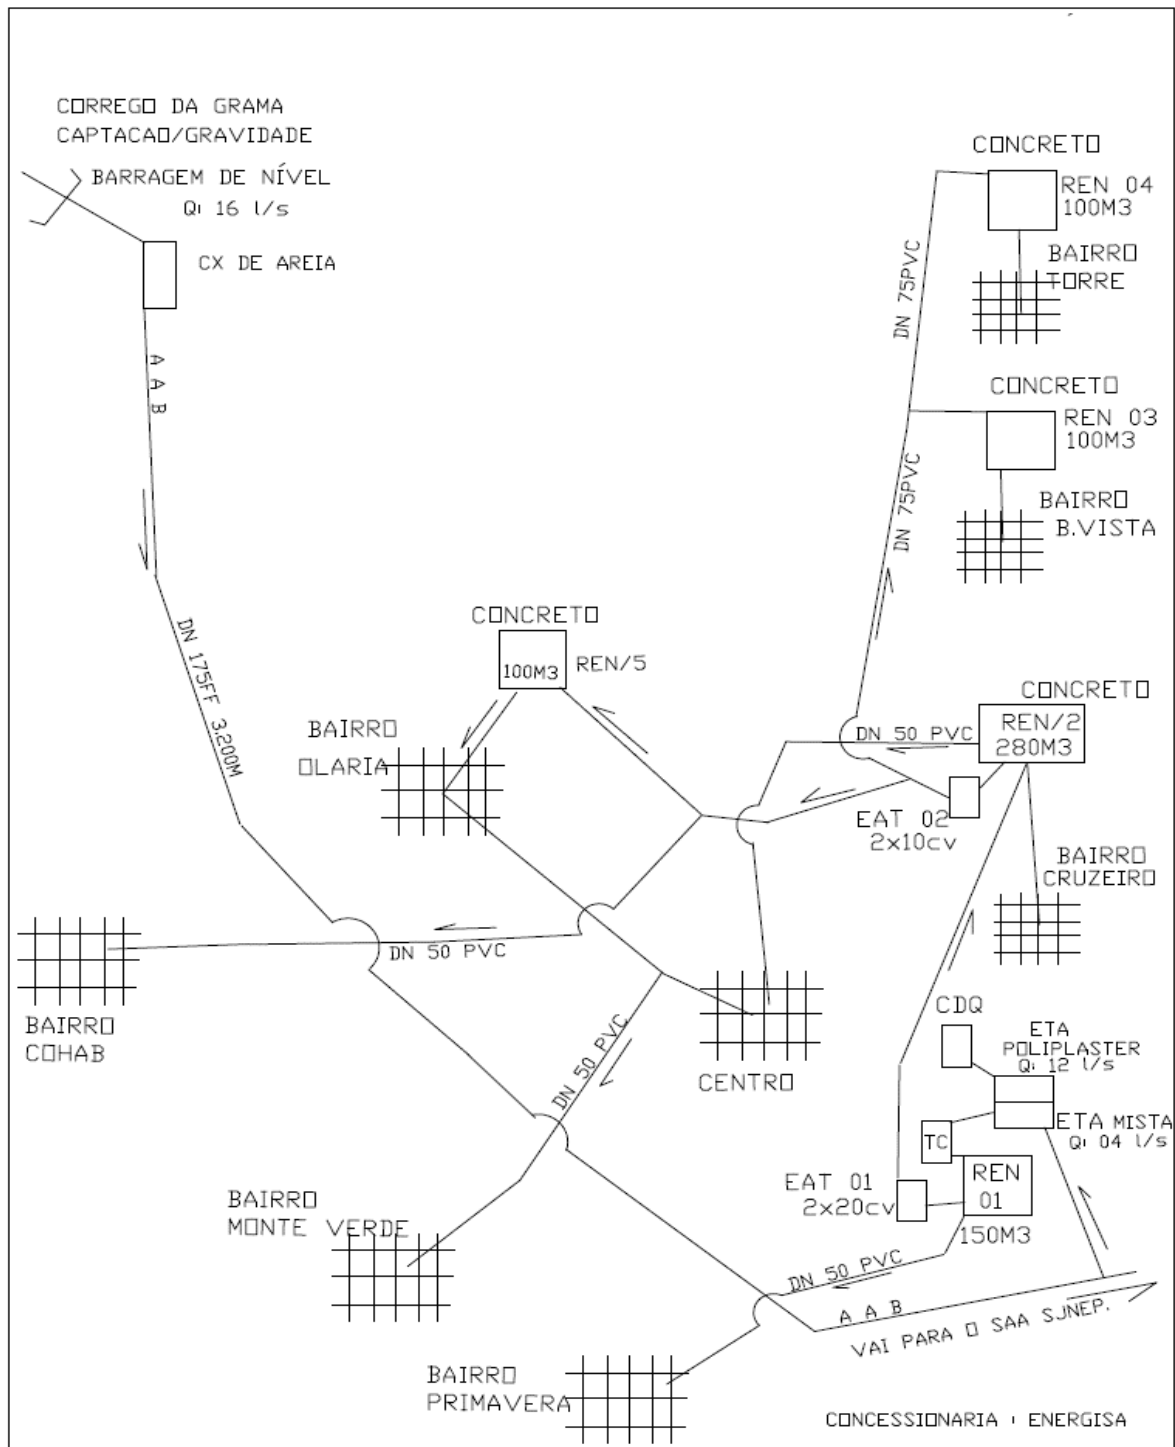 CORREGO DA GRAMA
CAPTACAO/GRAVIDADE
BARRAGEM DE NÍVEL
Q: 16 l/s
CX DE AREIA
A A B
DN 175FF 3.200M
CONCRETO
REN 04
100M3
BAIRRO
TORRE
DN 75PVC
CONCRETO
REN 03
100M3
DN 75PVC
BAIRRO
B.VISTA
CONCRETO
100M3
REN/5
BAIRRO
OLARIA
CONCRETO
REN/2
280M3
DN 50 PVC
EAT 02
2x10cv
BAIRRO
CRUZEIRO
DN 50 PVC
BAIRRO
COHAB
CENTRO
DN 50 PVC
CDQ
ETA
POLIPLASTER
Q: 12 l/s
ETA MISTA
Q: 04 l/s
TC
REN
01
150M3
EAT 01
2x20cv
BAIRRO
MONTE VERDE
DN 50 PVC
A A B
VAI PARA O SAA SJNEP.
BAIRRO
PRIMAVERA
CONCESSIONARIA : ENERGISA